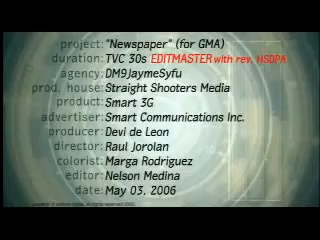 project: "Newspaper" (for GMA)
duration: TVC 30s EDITMASTER with rev. HSDPA
agency: DM9JaymeSyfu
prod. house: Straight Shooters Media
product: Smart 3G
advertiser: Smart Communications Inc.
producer: Devi de Leon
director: Raul Jorolan
colorist: Marga Rodriguez
editor: Nelson Medina
date: May 03, 2006